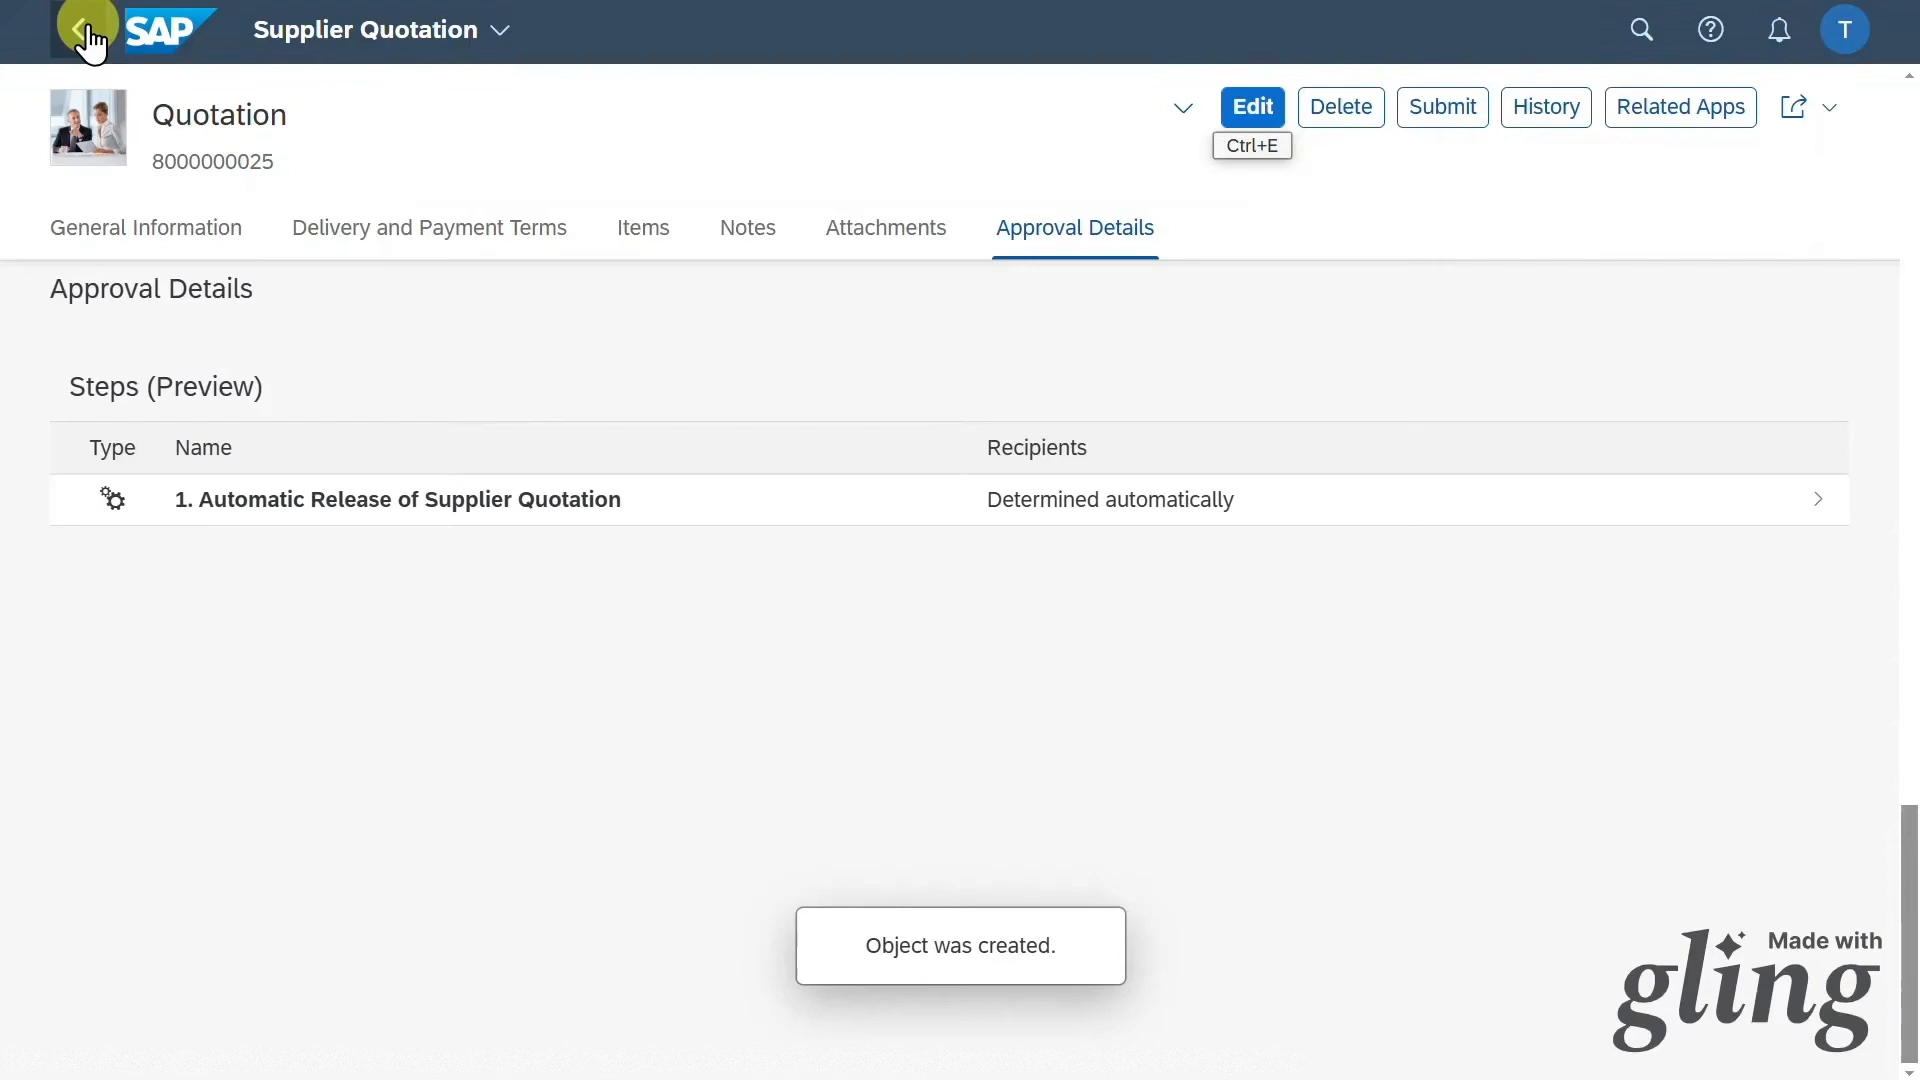 SAP
Supplier Quotation
T
Quotation
8000000025
Edit
Delete
Submit
History
Related Apps
Ctrl+E
General Information
Delivery and Payment Terms
Items
Notes
Attachments
Approval Details
Approval Details
Steps (Preview)
Type
Name
Recipients
1. Automatic Release of Supplier Quotation
Determined automatically
Object was created.
Made with
gling